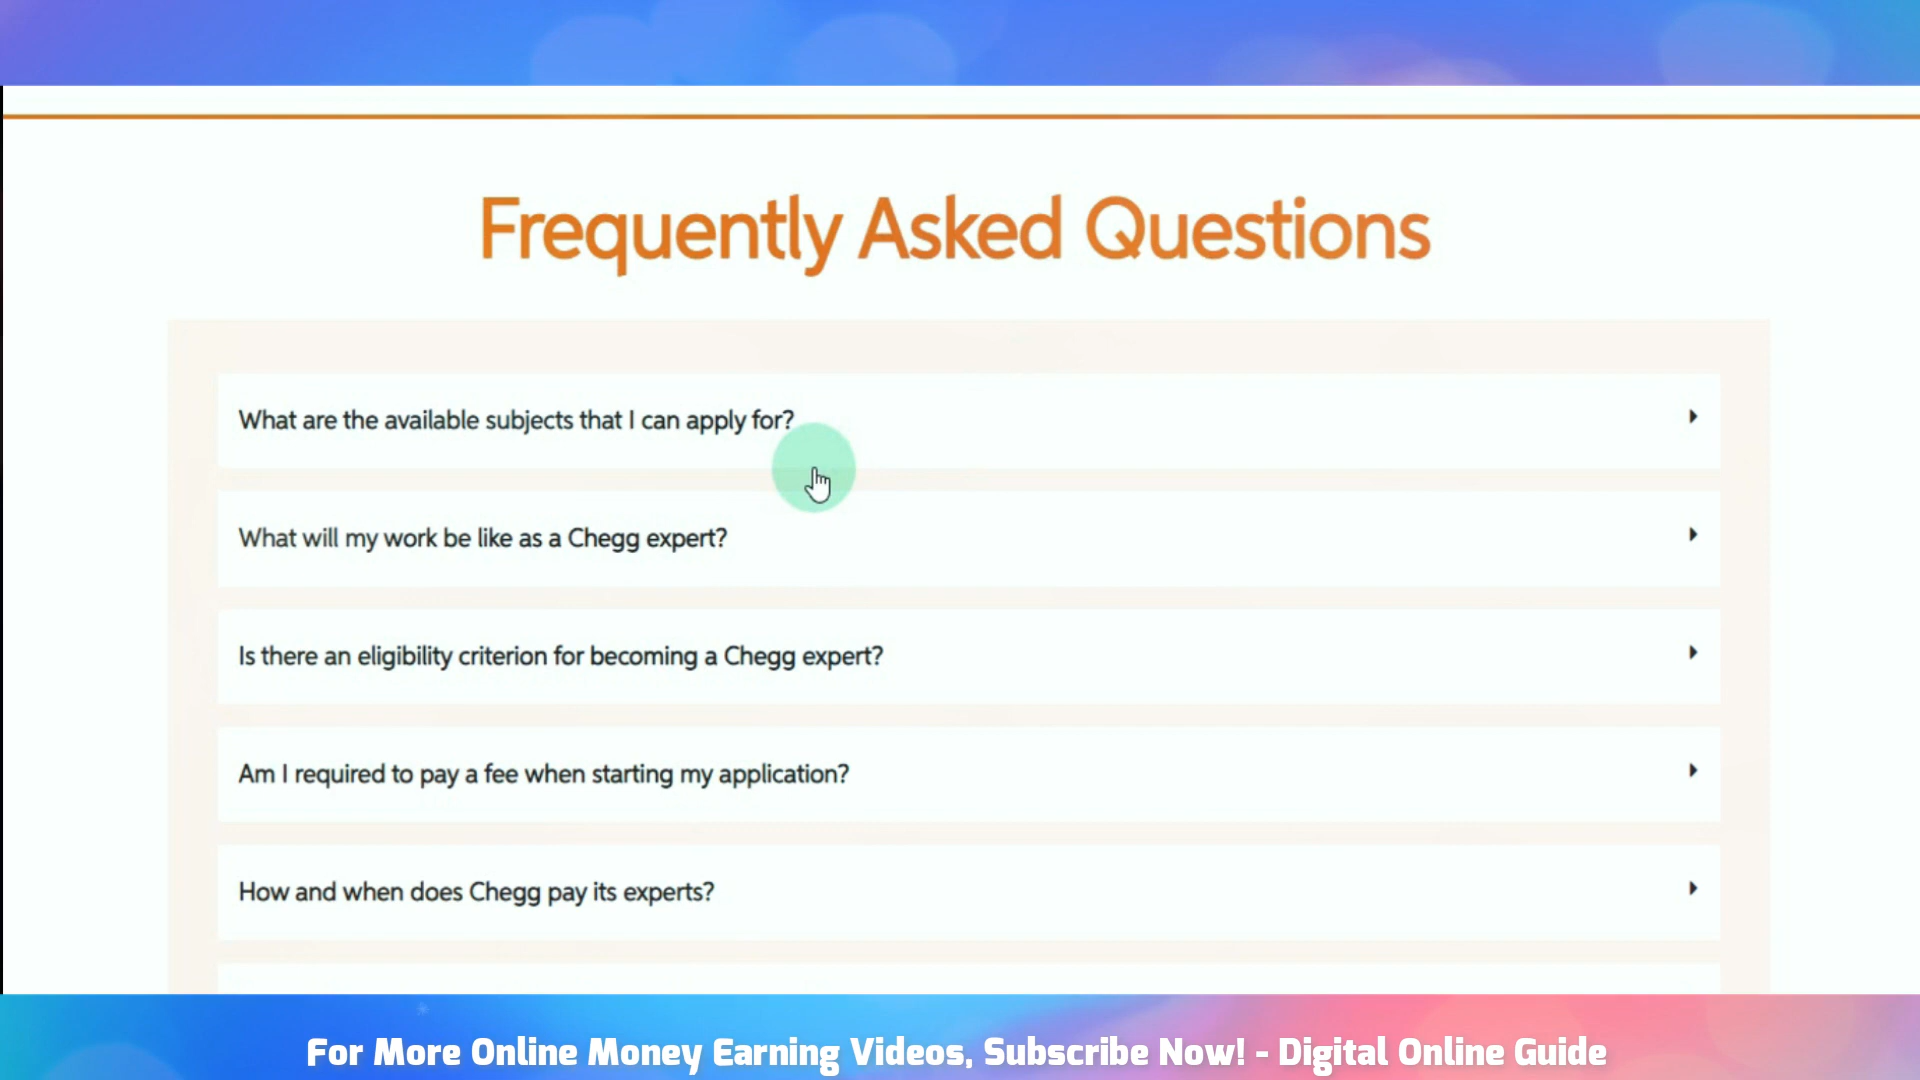 Frequently Asked Questions
What are the available subjects that I can apply for?
What will my work be like as a Chegg expert?
Is there an eligibility criterion for becoming a Chegg expert?
Am I required to pay a fee when starting my application?
How and when does Chegg pay its experts?
For More Online Money Earning Videos, Subscribe Now! - Digital Online Guide